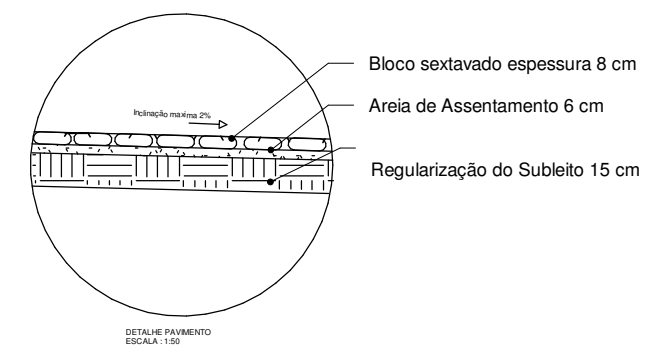 Bloco sextavado espessura 8 cm
Inclinação maxima 2%
Areia de Assentamento 6 cm
Regularização do Subleito 15 cm
DETALHE PAVIMENTO
ESCALA : 1:50